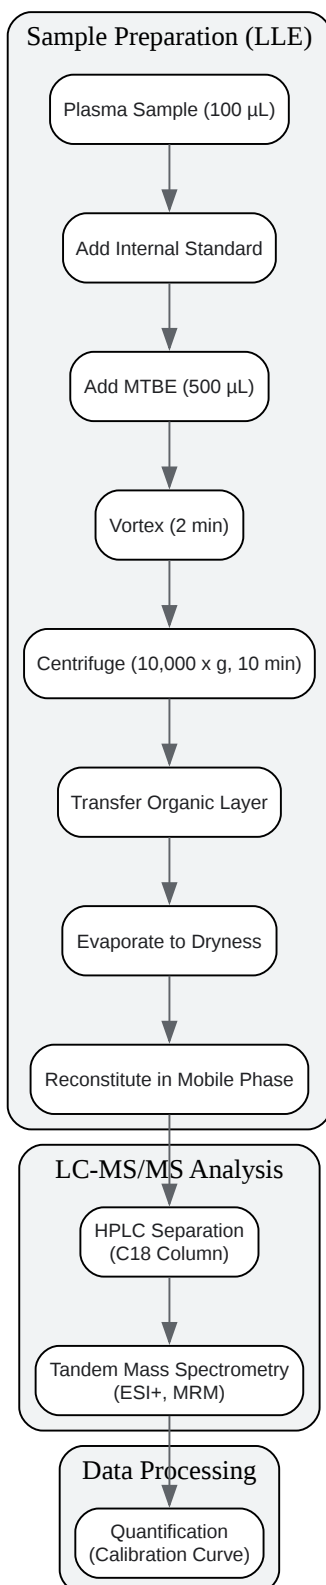 Sample Preparation (LLE)
Plasma Sample (100 µL)
Add Internal Standard
Add MTBE (500 µL)
Vortex (2 min)
Centrifuge (10,000 x g, 10 min)
Transfer Organic Layer
Evaporate to Dryness
Reconstitute in Mobile Phase
LC-MS/MS Analysis
HPLC Separation
(C18 Column)
Tandem Mass Spectrometry
(ESI+, MRM)
Data Processing
Quantification
(Calibration Curve)